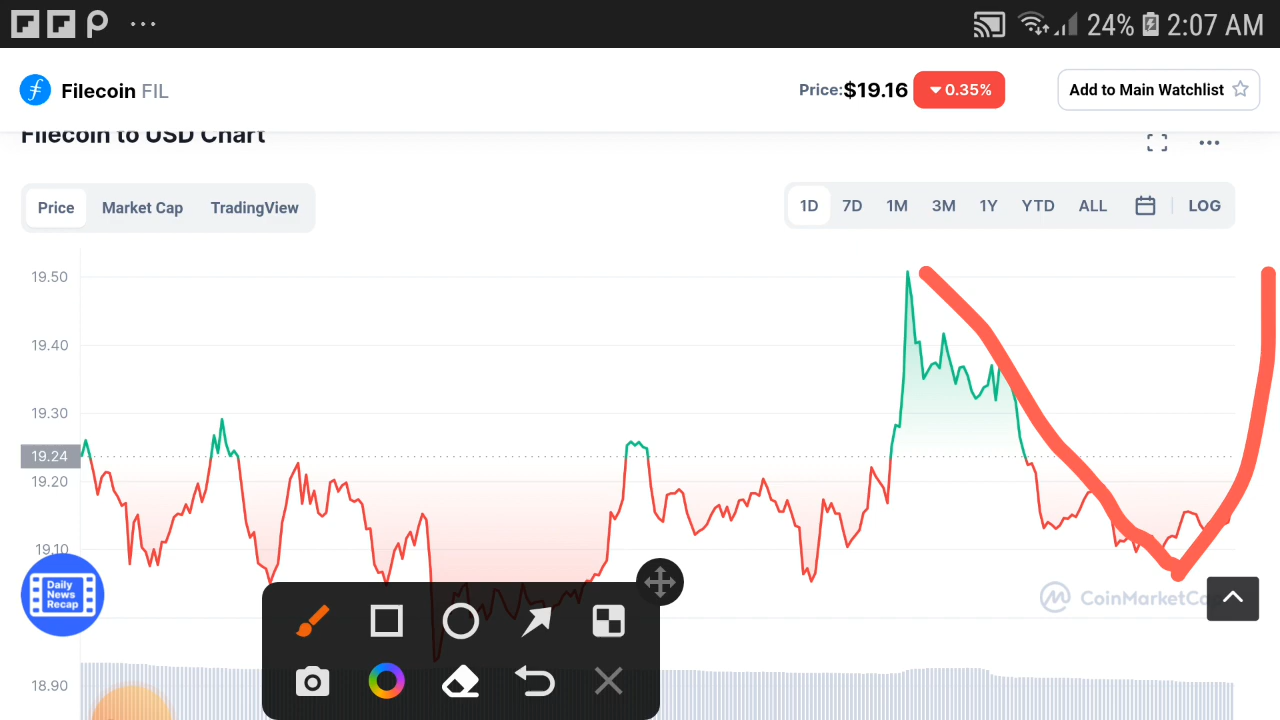 24% 2:07 AM
Filecoin FIL
Price:$19.16 0.35%
Add to Main Watchlist
Filecoin to USD Chart
Price Market Cap TradingView
1D 7D 1M 3M 1Y YTD ALL LOG
19.50
19.40
19.30
19.24
19.20
19.10
18.90
Daily
News
Recap
CoinMarketC